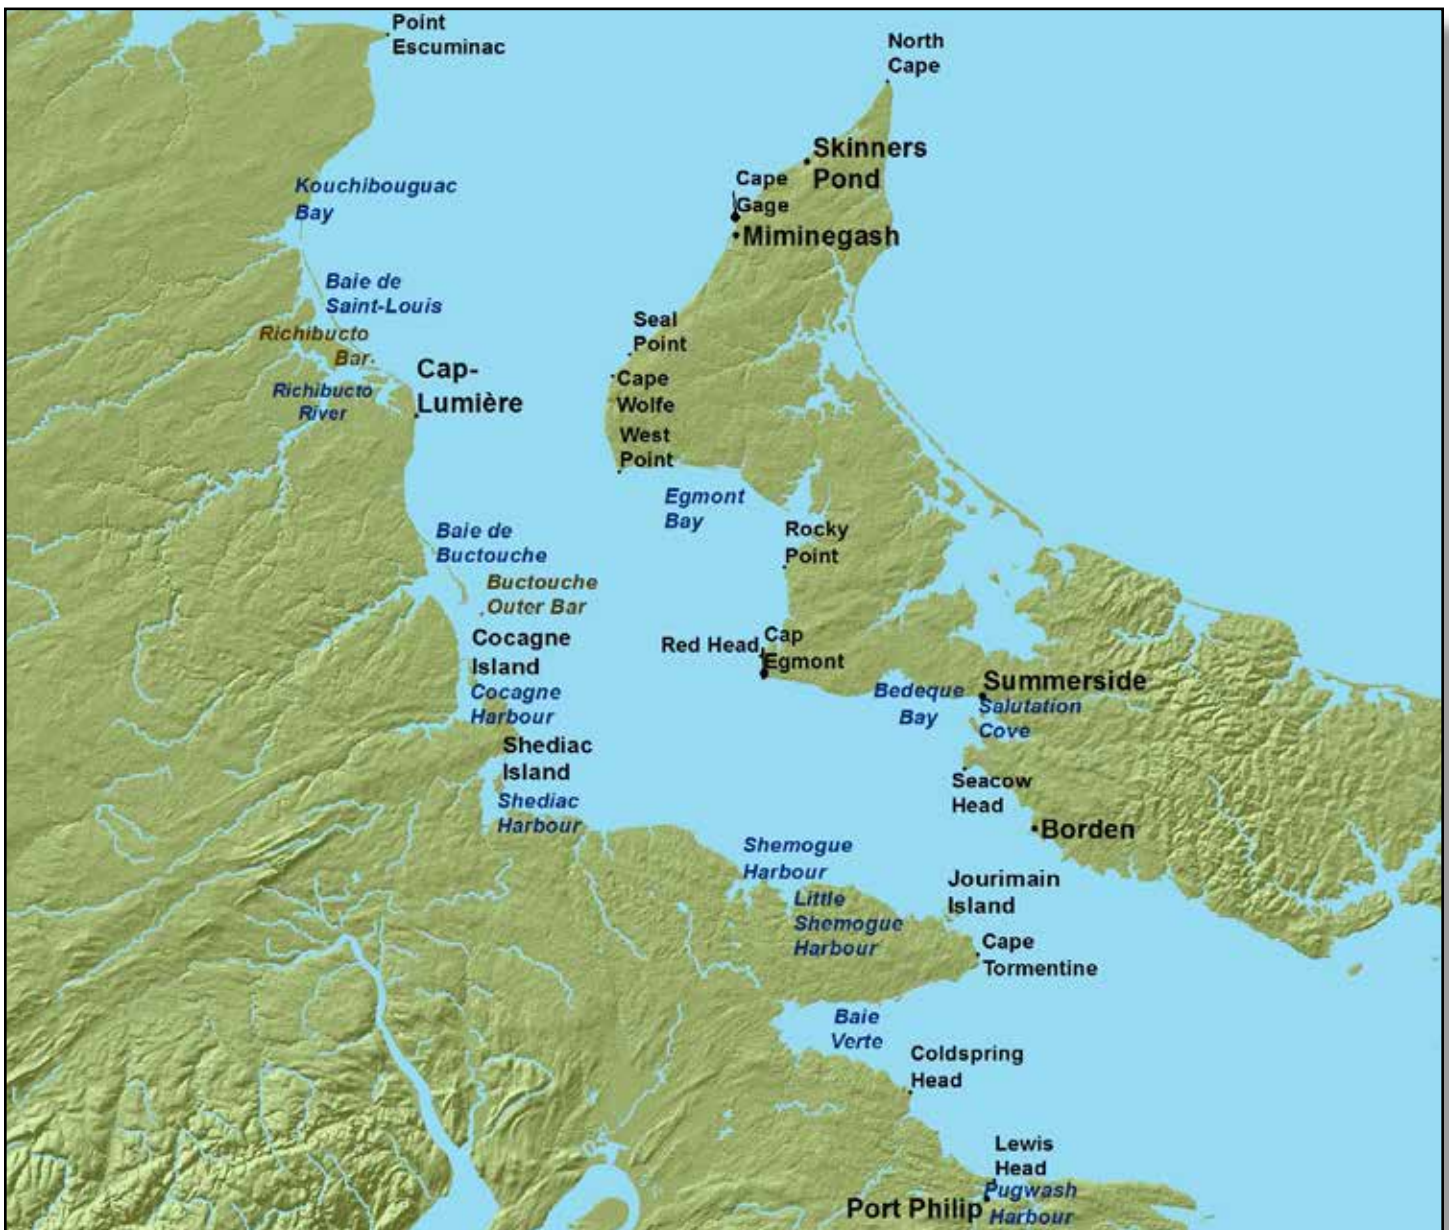 Point
Escuminac
North
Cape
Skinners
Pond
Cape
Gage
Miminegash
Kouchibouguac
Bay
Baie de
Saint-Louis
Richibucto
Bar
Richibucto
River
Cap-
Lumière
Seal
Point
Cape
Wolfe
West
Point
Egmont
Bay
Rocky
Point
Baie de
Buctouche
Buctouche
Outer Bar
Cocagne
Island
Cocagne
Harbour
Red Head
Cap
Egmont
Bedeque
Bay
Summerside
Salutation
Cove
Shediac
Island
Shediac
Harbour
Seacow
Head
Borden
Shemogue
Harbour
Little
Shemogue
Harbour
Jourimain
Island
Cape
Tormentine
Baie
Verte
Coldspring
Head
Lewis
Head
Port Philip
Pugwash
Harbour